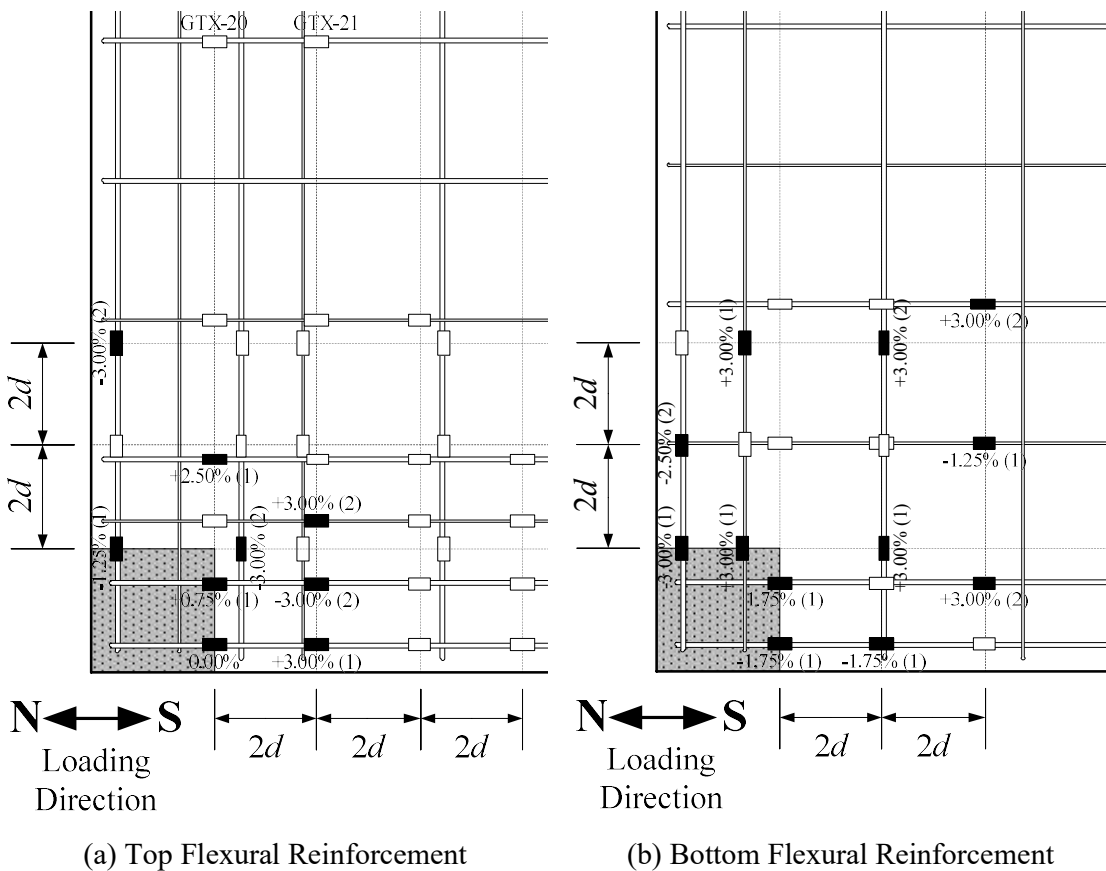 GTX-20 GTX-21
-3.00% (2)
2d
+2.50% (1)
2d
+3.00% (2)
-1.25% (1)
-3.00% (2)
+0.75% (1) -3.00% (2)
0.00% +3.00% (1)
N S
2d 2d 2d
Loading
Direction
(a) Top Flexural Reinforcement
+3.00% (1)
+3.00% (2)
+3.00% (2)
2d
-2.50% (2)
-1.25% (1)
2d
-3.00% (1)
+3.00% (1)
+3.00% (1)
-1.75% (1) +3.00% (2)
-1.75% (1) -1.75% (1)
N S
2d 2d
Loading
Direction
(b) Bottom Flexural Reinforcement